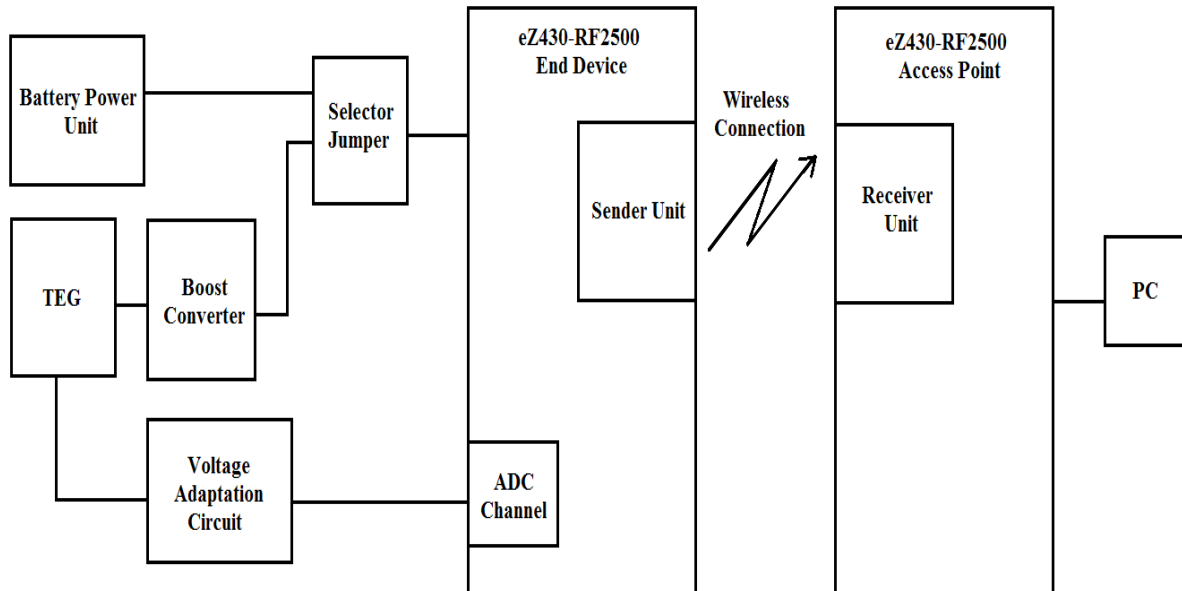 Battery Power
Unit
Selector
Jumper
TEG
Boost
Converter
Voltage
Adaptation
Circuit
eZ430-RF2500
End Device
Sender Unit
ADC
Channel
Wireless
Connection
eZ430-RF2500
Access Point
Receiver
Unit
PC